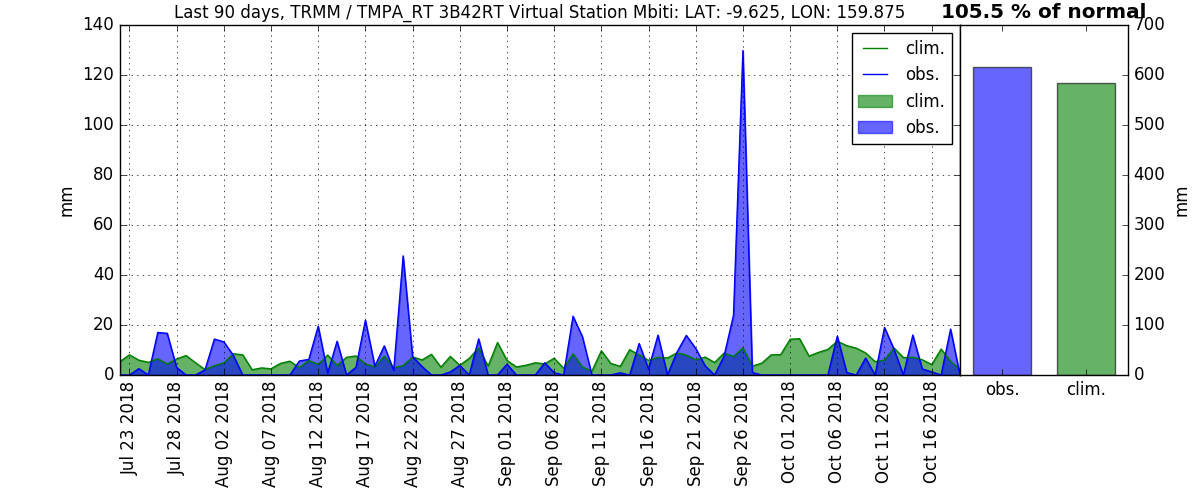 Last 90 days, TRMM / TMPA_RT 3B42RT Virtual Station Mbiti: LAT: -9.625, LON: 159.875
105.5 % of normal
140
120
100
80
60
40
20
0
mm
clim.
obs.
clim.
obs.
700
600
500
400
300
200
100
0
mm
Jul 23 2018
Jul 28 2018
Aug 02 2018
Aug 07 2018
Aug 12 2018
Aug 17 2018
Aug 22 2018
Aug 27 2018
Sep 01 2018
Sep 06 2018
Sep 11 2018
Sep 16 2018
Sep 21 2018
Sep 26 2018
Oct 01 2018
Oct 06 2018
Oct 11 2018
Oct 16 2018
obs.
clim.